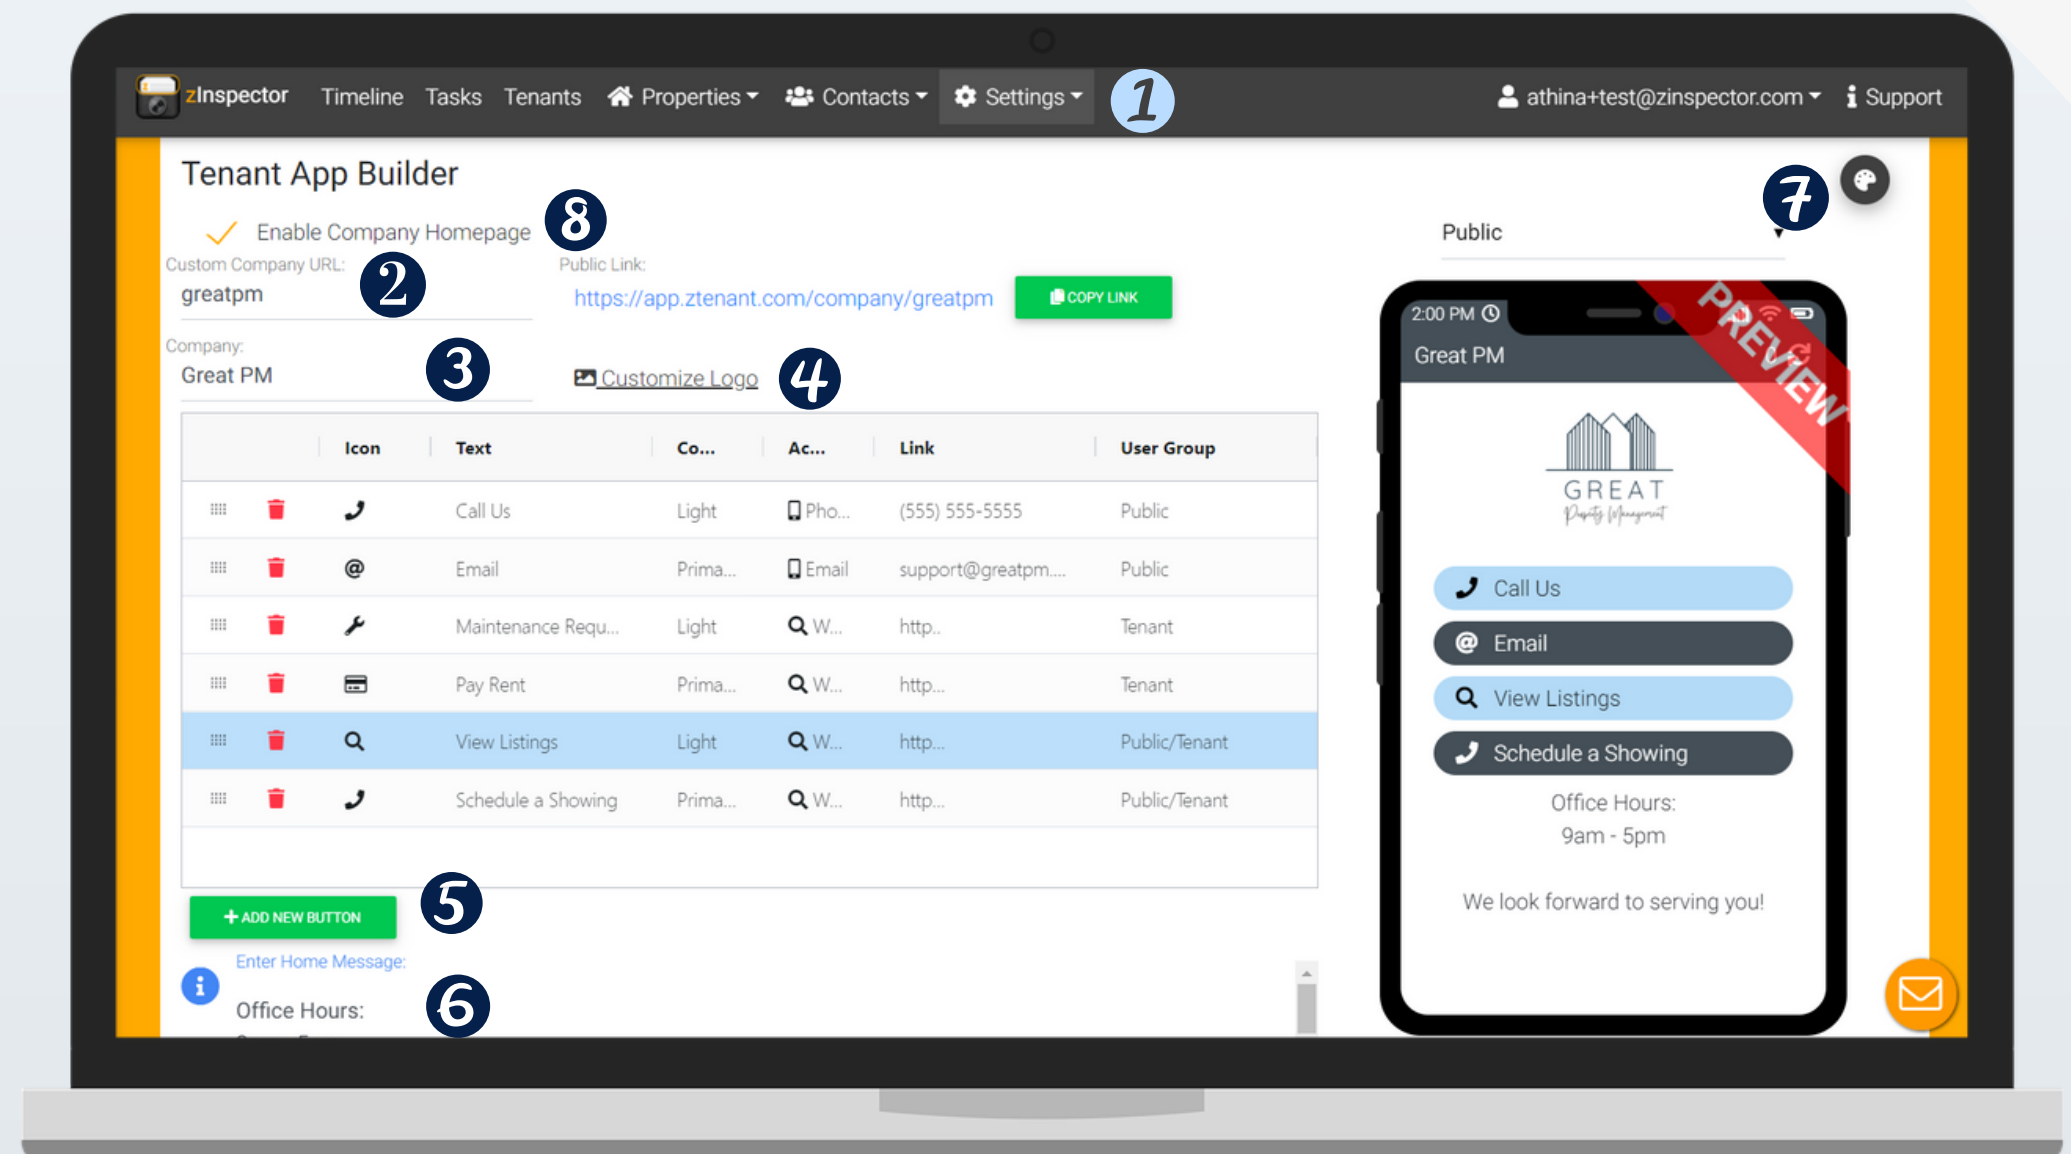 zInspector Timeline Tasks Tenants Properties Contacts Settings 1 athina+test@zinspector.com Support
Tenant App Builder
7
Enable Company Homepage 8
Public
Custom Company URL: 2 Public Link:
greatpm https://app.ztenant.com/company/greatpm COPY LINK
Company: 3
Great PM Customize Logo 4
Icon Text Co... Ac... Link User Group
Call Us Light Pho... (555) 555-5555 Public
@ Email Prima... Email support@greatpm.... Public
Maintenance Requ... Light W... http.. Tenant
Pay Rent Prima... W... http... Tenant
View Listings Light W... http... Public/Tenant
Schedule a Showing Prima... W... http... Public/Tenant
+ ADD NEW BUTTON 5
Enter Home Message:
i Office Hours: 6
2:00 PM
PREVIEW
Great PM
GREAT
Property Management
Call Us
@ Email
View Listings
Schedule a Showing
Office Hours:
9am - 5pm
We look forward to serving you!